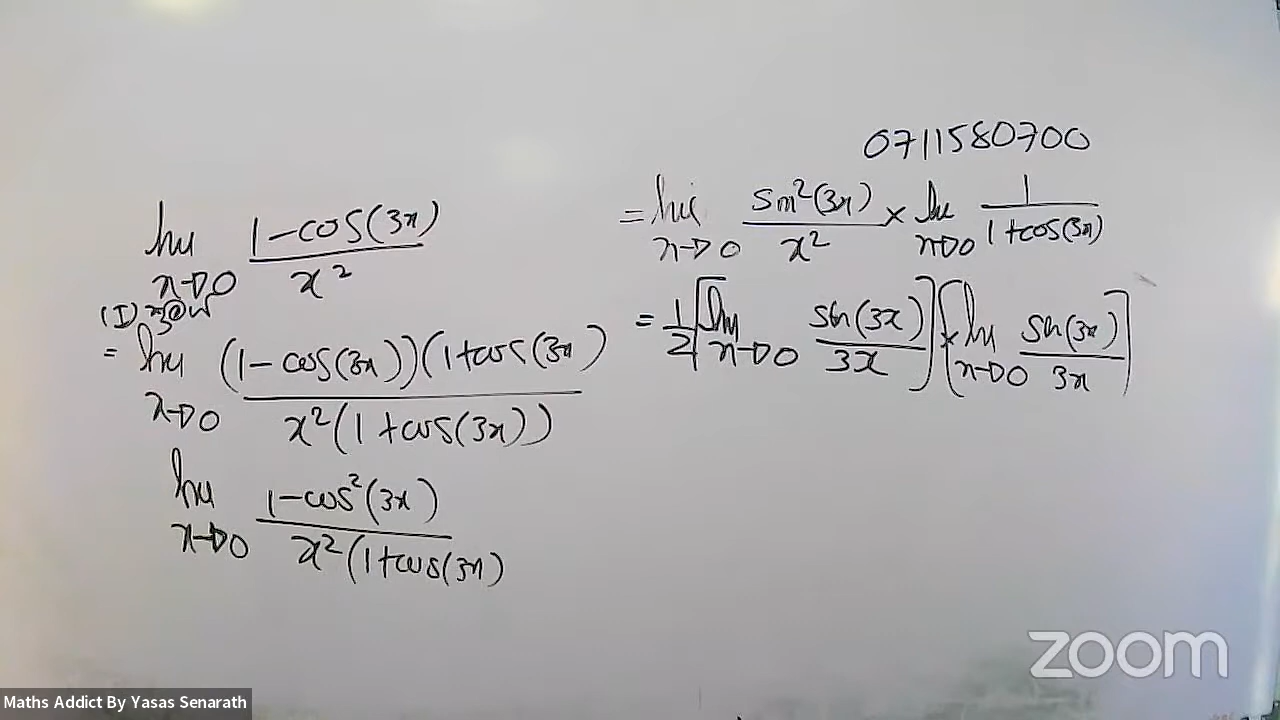 lim x→0 (1-cos(3x))/x²
(I)
= lim x→0 ((1-cos(3x))(1+cos(3x))/(x²(1+cos(3x)))
lim x→0 (1-cos²(3x))/(x²(1+cos(3x))
0711580700
= lim x→0 sin²(3x)/x² × lim x→0 1/(1+cos(3x))
= 1/2 [lim x→0 sin(3x)/3x] × [lim x→0 sin(3x)/3x]
zoom
Maths Addict By Yasas Senarath